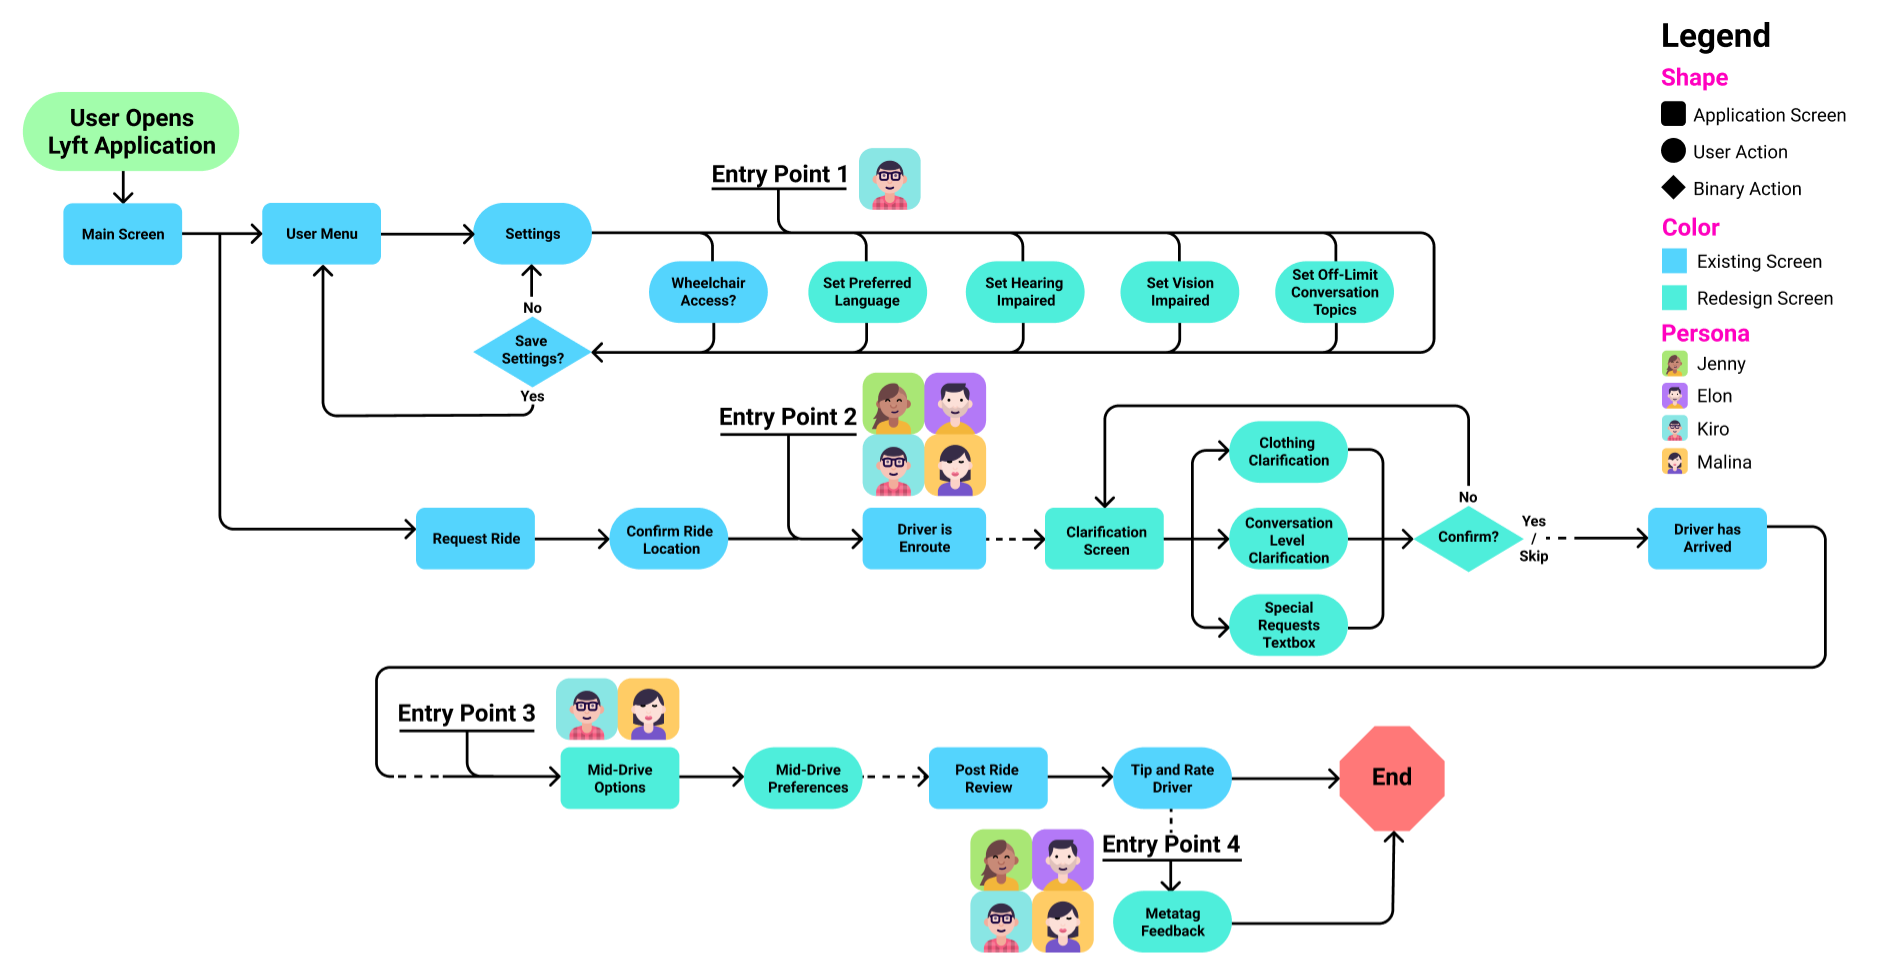 Legend
Shape
Application Screen
User Action
Binary Action
Color
Existing Screen
Redesign Screen
Persona
Jenny
Elon
Kiro
Malina
User Opens
Lyft Application
Main Screen
User Menu
Settings
Entry Point 1
Wheelchair
Access?
Set Preferred
Language
Set Hearing
Impaired
Set Vision
Impaired
Set Off-Limit
Conversation
Topics
No
Save
Settings?
Yes
Entry Point 2
Request Ride
Confirm Ride
Location
Driver is
Enroute
Clarification
Screen
Clothing
Clarification
Conversation
Level
Clarification
Special
Requests
Textbox
No
Confirm?
Yes
/
Skip
Driver has
Arrived
Entry Point 3
Mid-Drive
Options
Mid-Drive
Preferences
Post Ride
Review
Tip and Rate
Driver
End
Entry Point 4
Metatag
Feedback